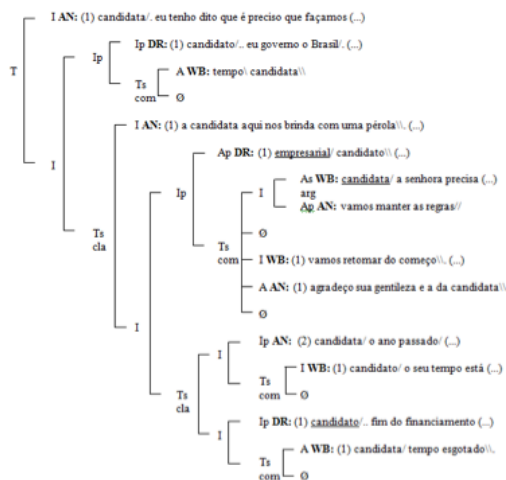 I AN: (1) candidata/. eu tenho dito que é preciso que façamos (...)
Ip DR: (1) candidato/.. eu governo o Brasil/. (...)
Ip
T
A WB: tempo\ candidata\\
Ts
com
Ø
I AN: (1) a candidata aqui nos brinda com uma pérola\\. (...)
I
Ap DR: (1) empresarial/ candidato\\ (...)
As WB: candidata/ a senhora precisa (...)
Ip
I
arg
Ap AN: vamos manter as regras//
Ts
cla
Ø
Ts
com
I WB: (1) vamos retomar do começo\\. (...)
A AN: (1) agradeço sua gentileza e a da candidata\\
Ø
I
Ip AN: (2) candidata/ o ano passado/ (...)
I
I WB: (1) candidato/ o seu tempo está (...)
Ts
com
Ø
Ts
cla
Ip DR: (1) candidato/.. fim do financiamento (...)
I
A WB: (1) candidata/ tempo esgotado\\.
Ts
com
Ø